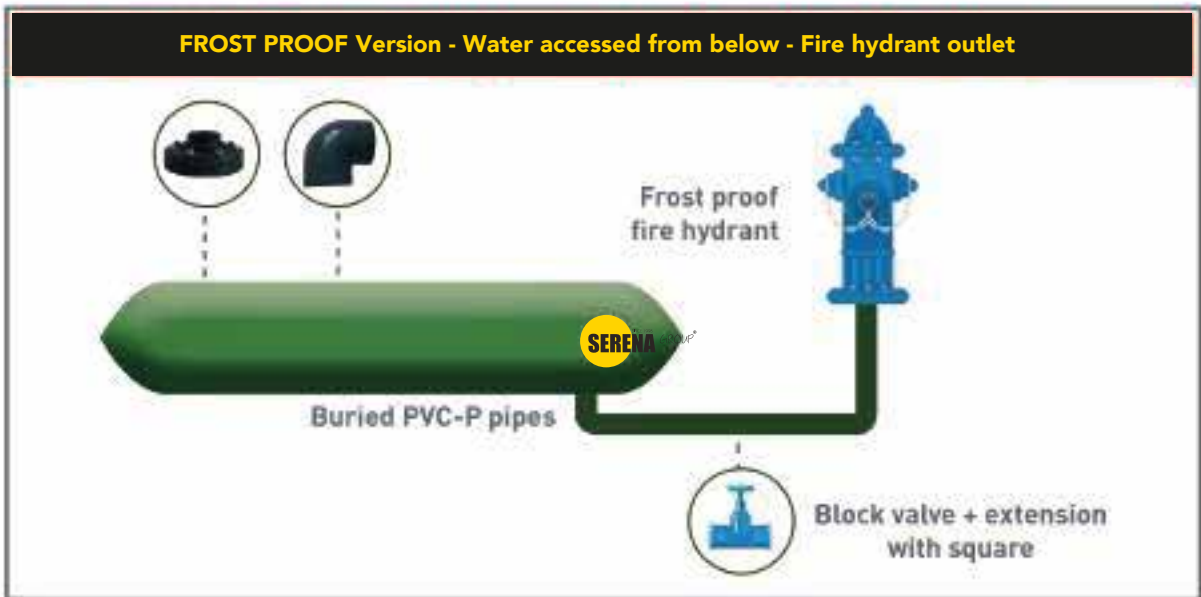 FROST PROOF Version - Water accessed from below - Fire hydrant outlet
Frost proof
fire hydrant
SERENA GROUP®
Buried PVC-P pipes
Block valve + extension
with square